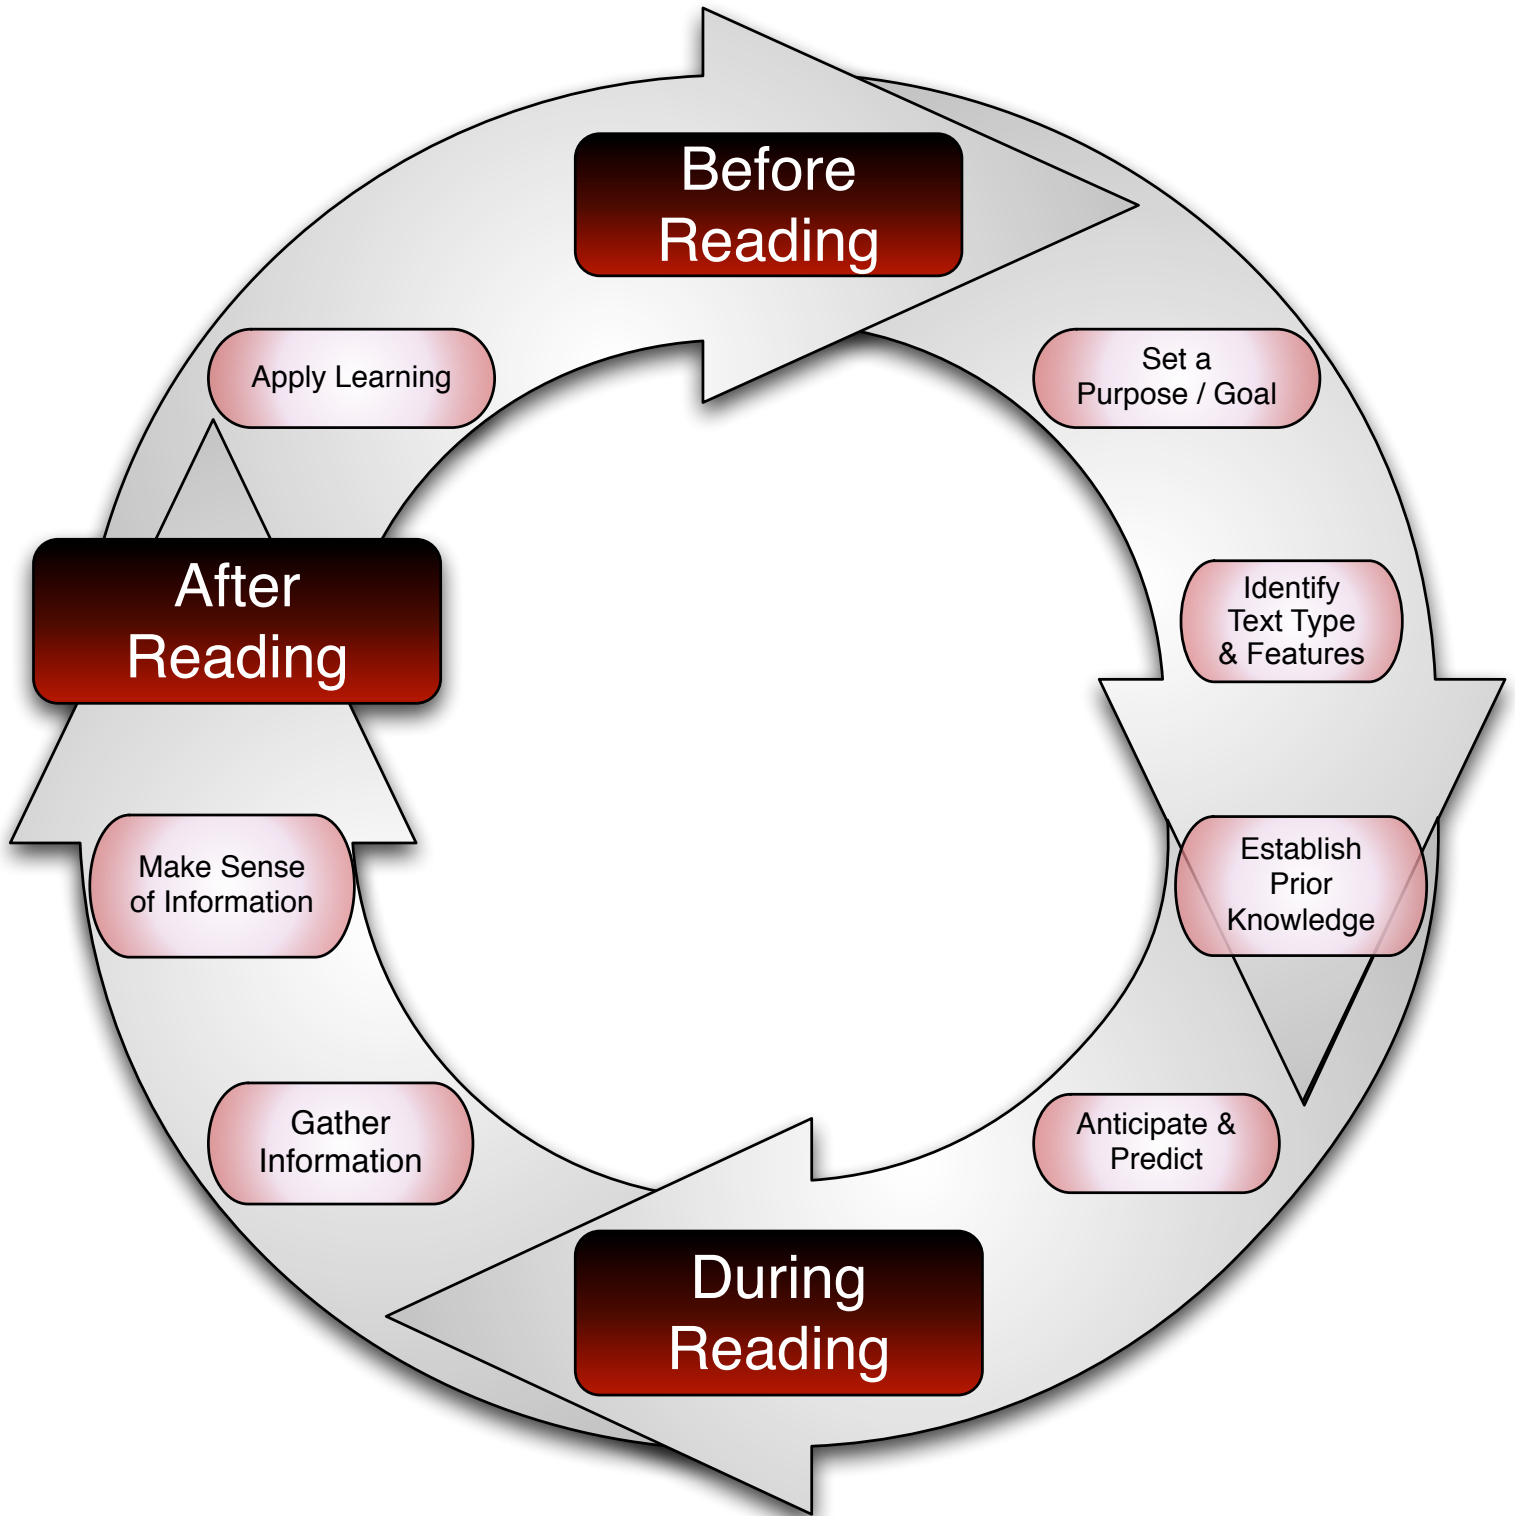 Before
Reading
Set a
Purpose / Goal
Identify
Text Type
& Features
Establish
Prior
Knowledge
Anticipate &
Predict
During
Reading
Gather
Information
Make Sense
of Information
After
Reading
Apply Learning